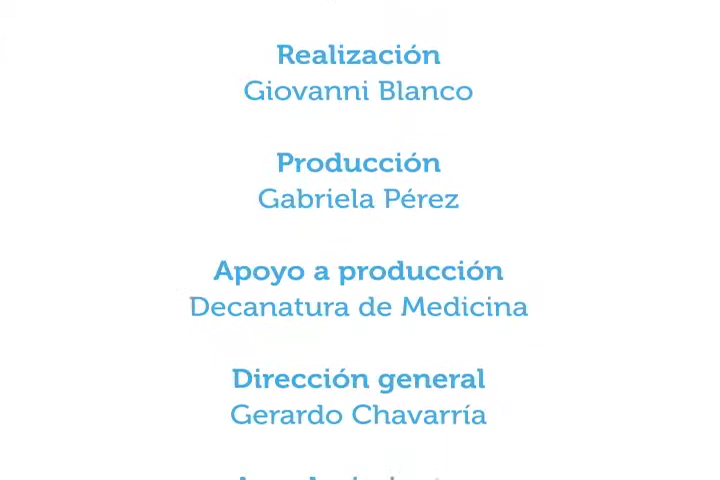 Realización
Giovanni Blanco
Producción
Gabriela Pérez
Apoyo a producción
Decanatura de Medicina
Dirección general
Gerardo Chavarría